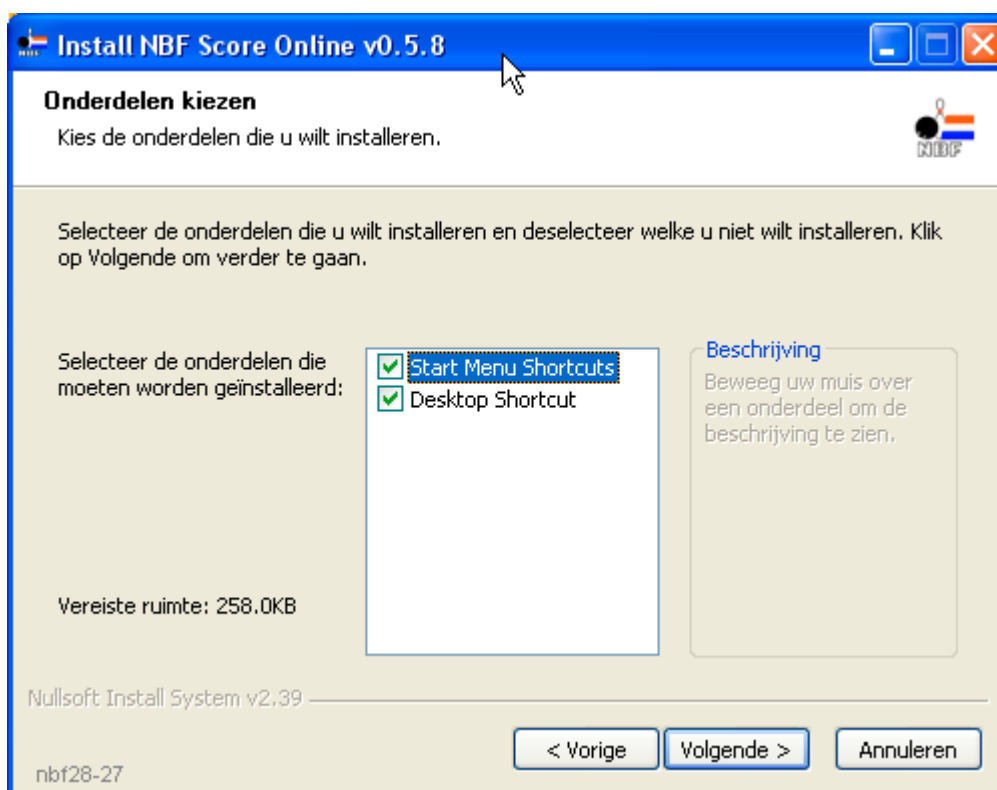 Install NBF Score Online v0.5.8
Onderdelen kiezen
Kies de onderdelen die u wilt installeren.
NBF
Selecteer de onderdelen die u wilt installeren en deselecteer welke u niet wilt installeren. Klik
op Volgende om verder te gaan.
Selecteer de onderdelen die
moeten worden geïnstalleerd:
Start Menu Shortcuts
Desktop Shortcut
Beschrijving
Beweeg uw muis over
een onderdeel om de
beschrijving te zien.
Vereiste ruimte: 258.0KB
Nullsoft Install System v2.39
< Vorige
Volgende >
Annuleren
nbf28-27